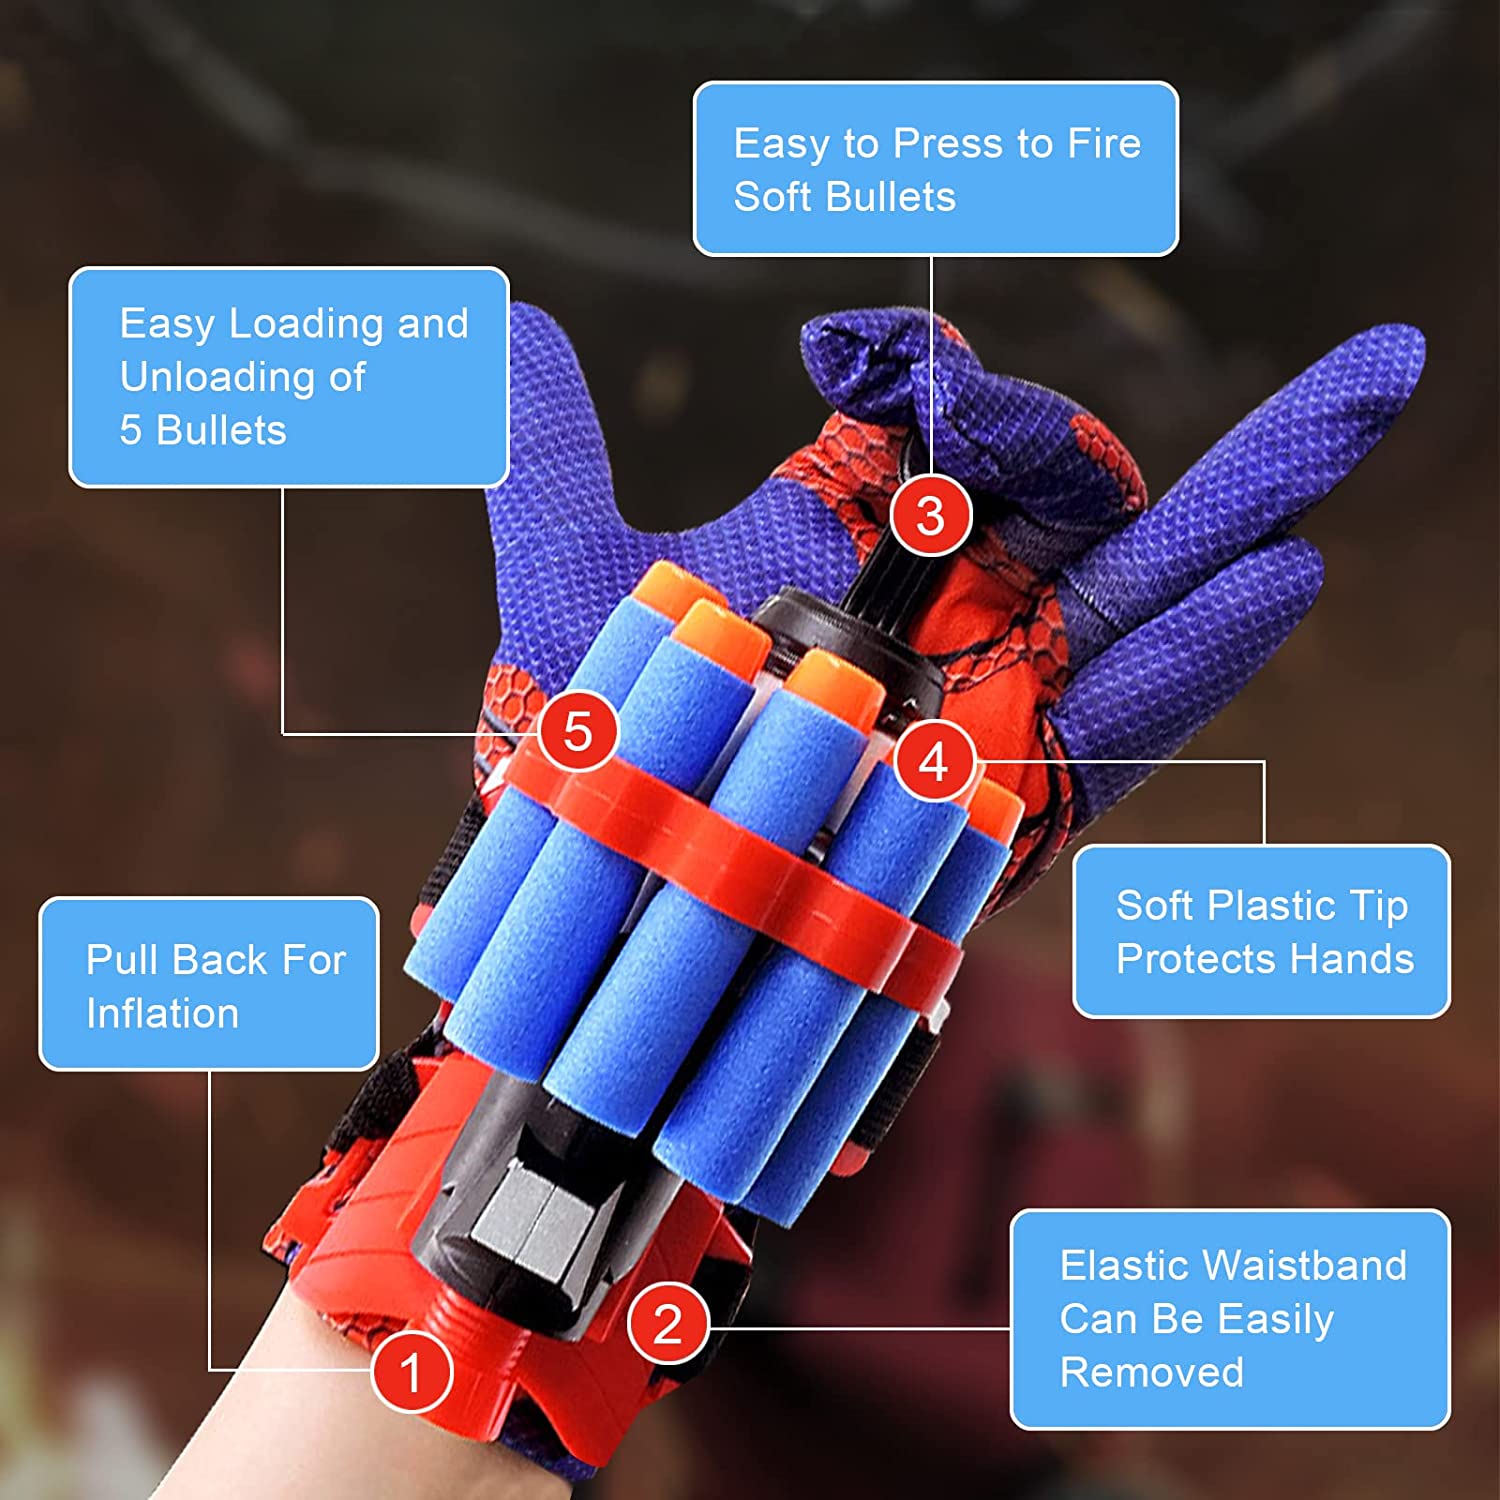 Easy to Press to Fire
Soft Bullets
Easy Loading and
Unloading of
5 Bullets
3
5
4
Soft Plastic Tip
Protects Hands
Pull Back For
Inflation
Elastic Waistband
Can Be Easily
Removed
2
1